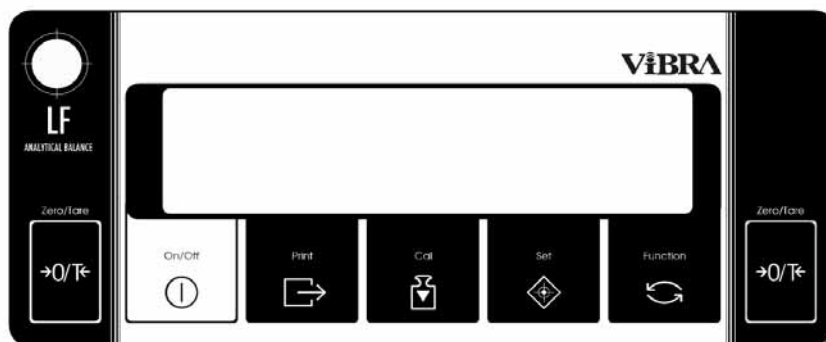 ViBRA
LF
ANALYTICAL BALANCE
Zero/Tare
→0/T←
On/Off
Print
Cal
Set
Function
Zero/Tare
→0/T←